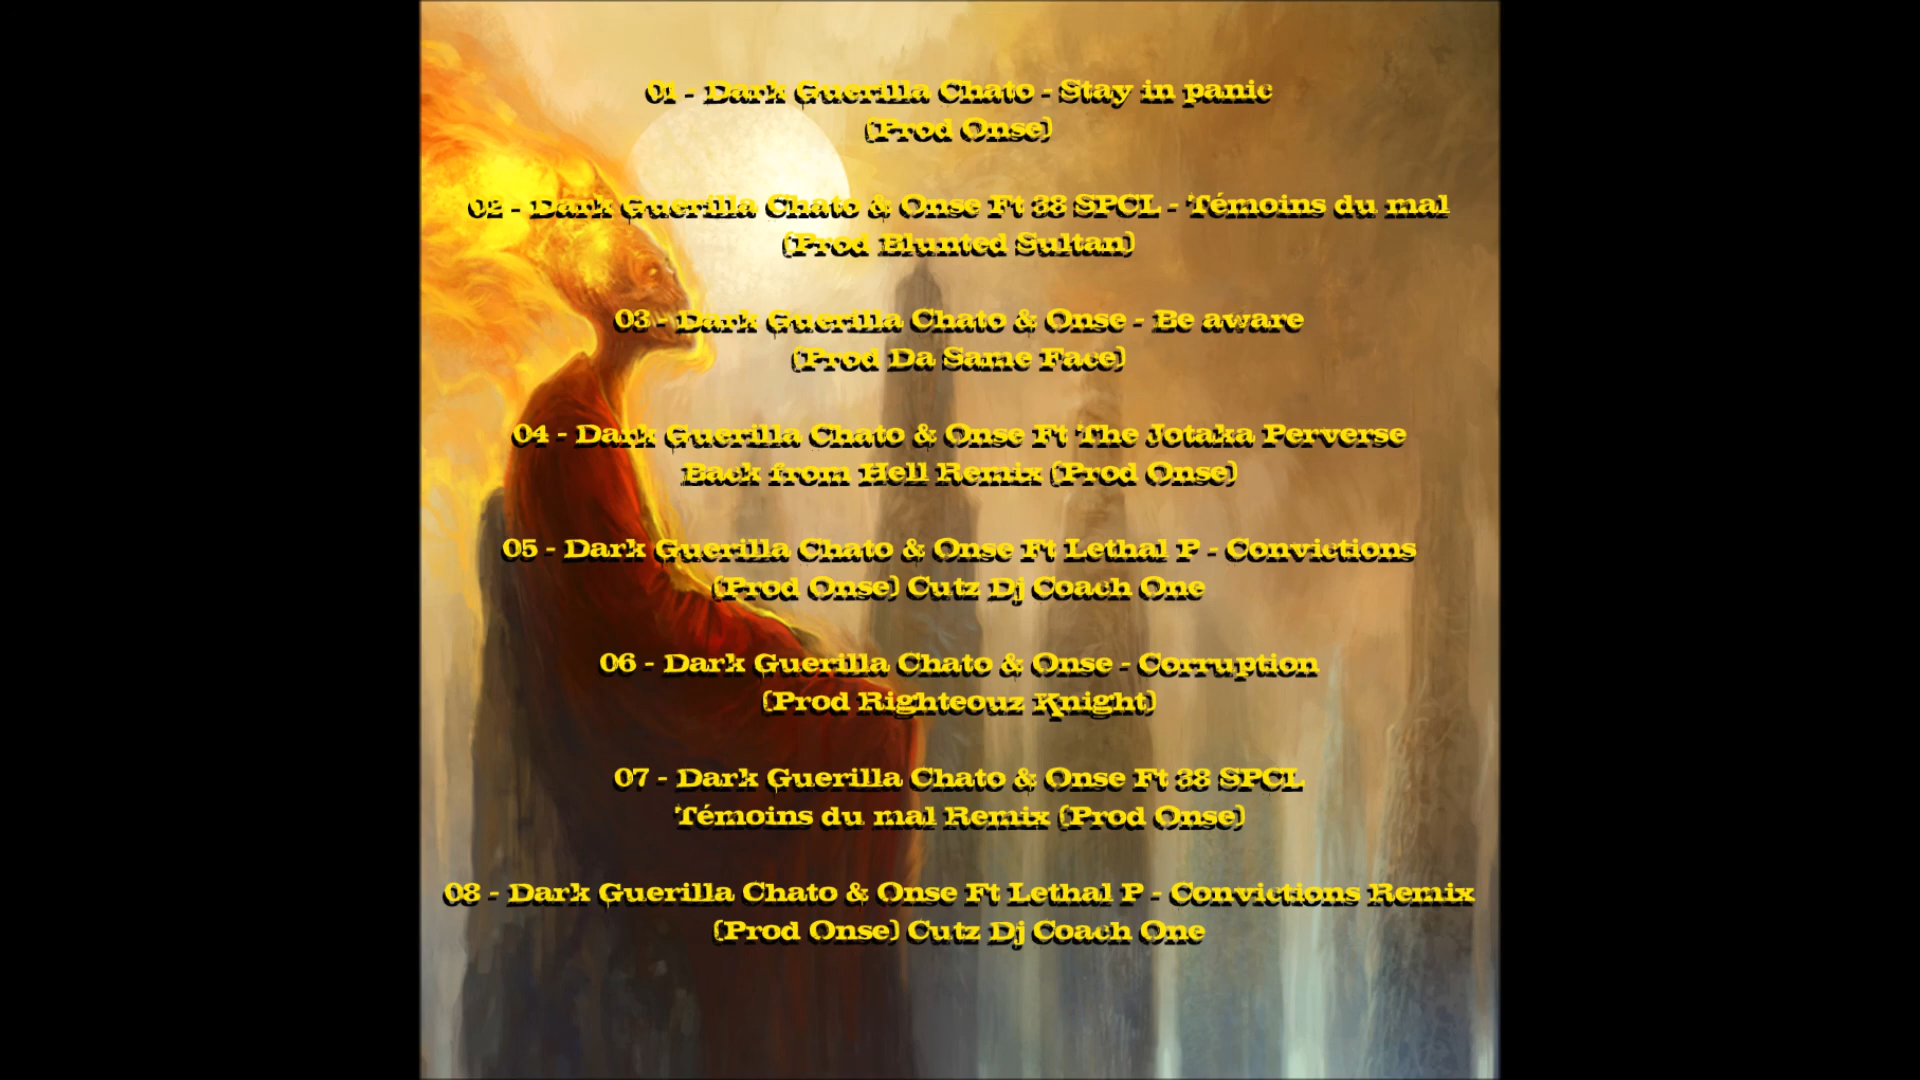 01 - Dark Guerilla Chato - Stay in panic
(Prod Onse)
02 - Dark Guerilla Chato & Onse Ft 38 SPCL - Témoins du mal
(Prod Blunted Sultan)
03 - Dark Guerilla Chato & Onse - Be aware
(Prod Da Same Face)
04 - Dark Guerilla Chato & Onse Ft The Jotaka Perverse
Back from Hell Remix (Prod Onse)
05 - Dark Guerilla Chato & Onse Ft Lethal P - Convictions
(Prod Onse) Cutz Dj Coach One
06 - Dark Guerilla Chato & Onse - Corruption
(Prod Righteouz Knight)
07 - Dark Guerilla Chato & Onse Ft 38 SPCL
Témoins du mal Remix (Prod Onse)
08 - Dark Guerilla Chato & Onse Ft Lethal P - Convictions Remix
(Prod Onse) Cutz Dj Coach One